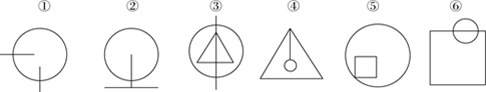 ① ② ③ ④ ⑤ ⑥